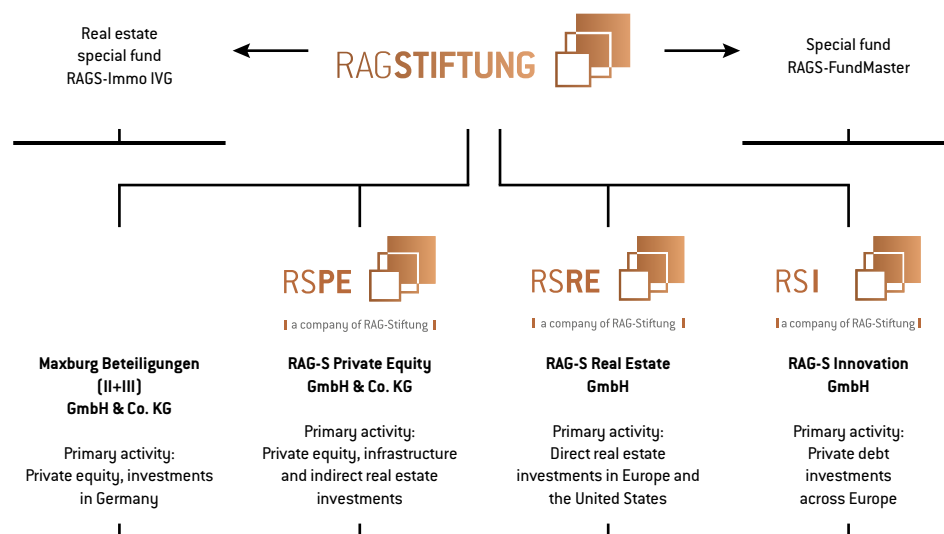 Real estate
special fund
RAGS-Immo IVG
RAGSTIFTUNG
Special fund
RAGS-FundMaster
RSPE
a company of RAG-Stiftung
RSRE
a company of RAG-Stiftung
RSI
a company of RAG-Stiftung
Maxburg Beteiligungen
(II+III)
GmbH & Co. KG
Primary activity:
Private equity, investments
in Germany
RAG-S Private Equity
GmbH & Co. KG
Primary activity:
Private equity, infrastructure
and indirect real estate
investments
RAG-S Real Estate
GmbH
Primary activity:
Direct real estate
investments in Europe and
the United States
RAG-S Innovation
GmbH
Primary activity:
Private debt
investments
across Europe